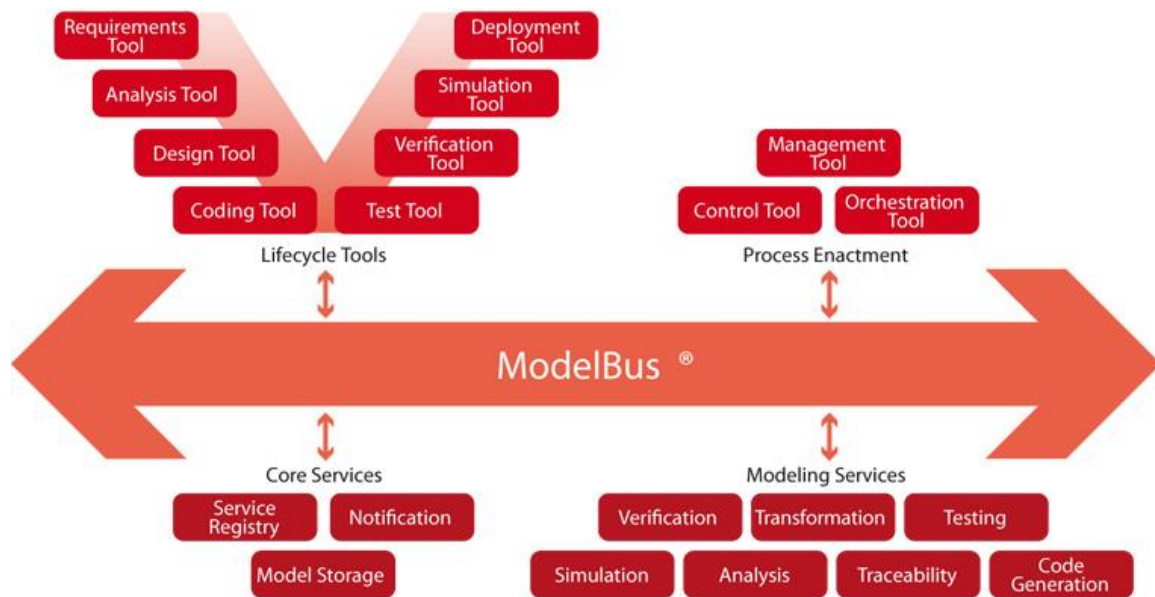 Requirements
Tool
Deployment
Tool
Analysis Tool
Simulation
Tool
Design Tool
Verification
Tool
Management
Tool
Coding Tool
Test Tool
Control Tool
Orchestration
Tool
Lifecycle Tools
Process Enactment
ModelBus ®
Core Services
Modeling Services
Service
Registry
Notification
Verification
Transformation
Testing
Model Storage
Simulation
Analysis
Traceability
Code
Generation